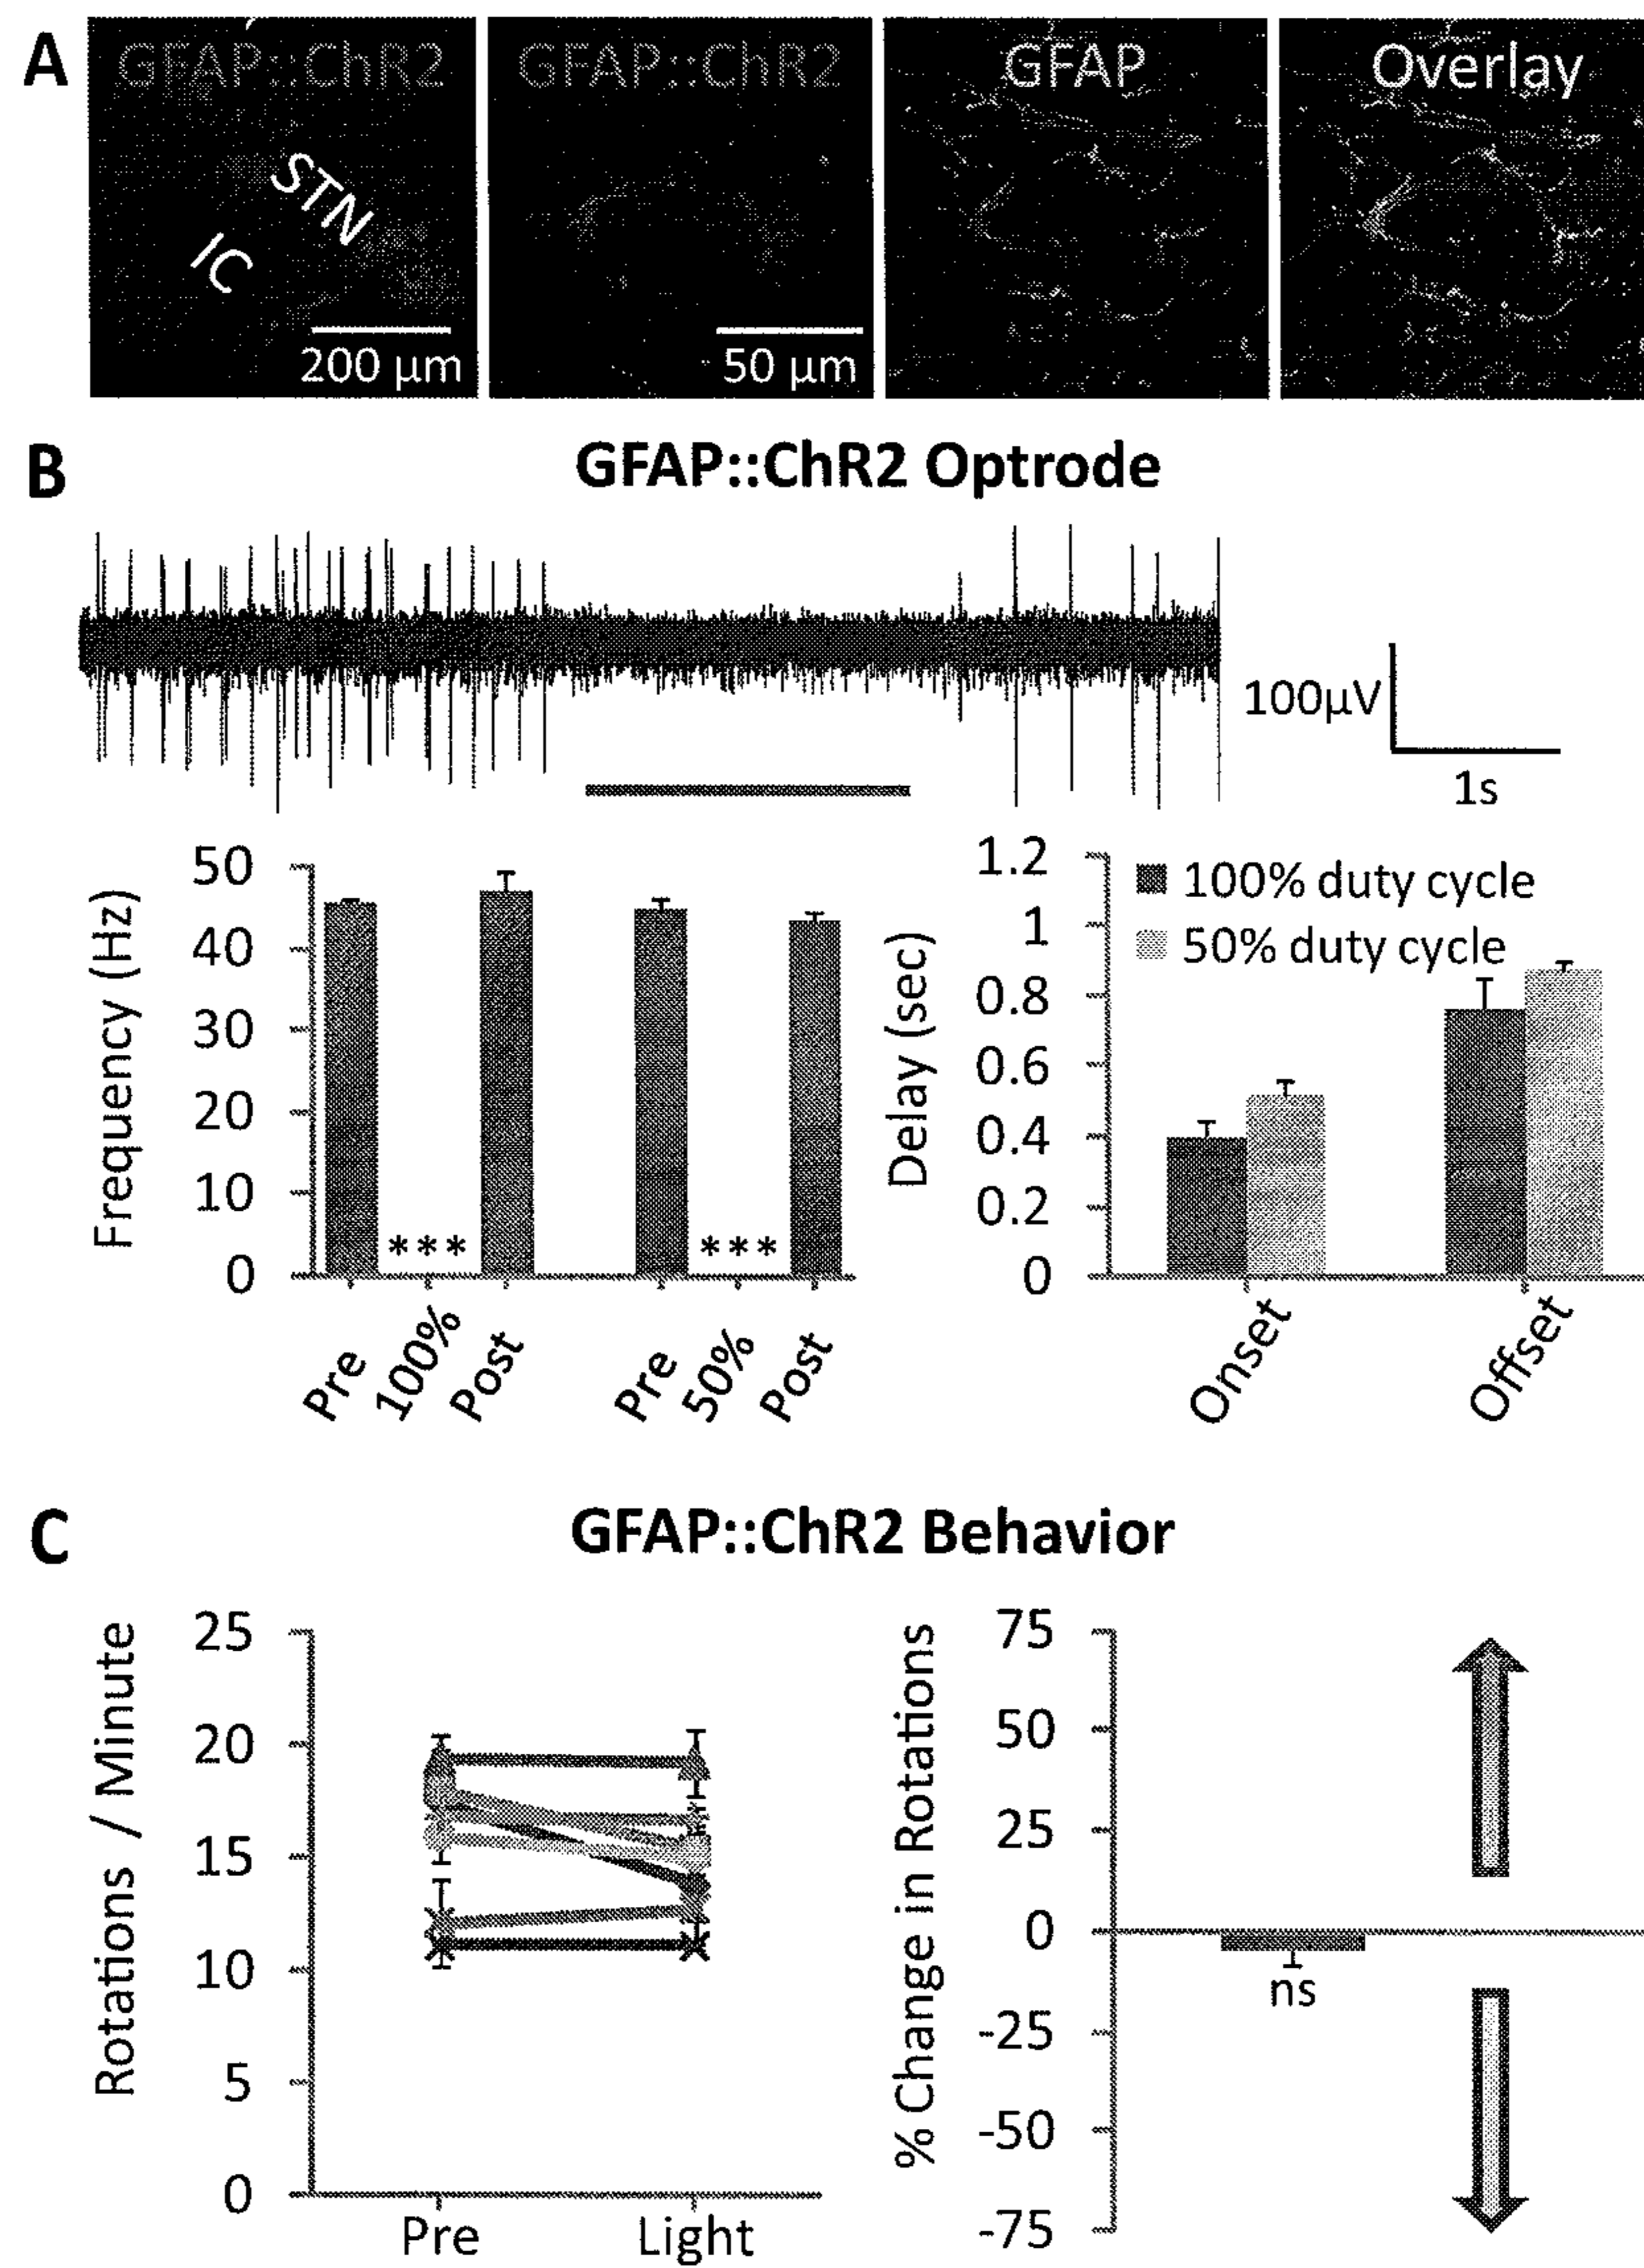 A
GFAP::ChR2
GFAP::ChR2
GFAP
Overlay
STN
IC
200 µm
50 µm
B
GFAP::ChR2 Optrode
100µV
1s
Frequency (Hz)
50
40
30
20
10
0
***
***
Pre
100%
Post
Pre
50%
Post
Delay (sec)
1.2
1
0.8
0.6
0.4
0.2
0
100% duty cycle
50% duty cycle
Onset
Offset
C
GFAP::ChR2 Behavior
Rotations / Minute
25
20
15
10
5
0
Pre
Light
% Change in Rotations
75
50
25
0
-25
-50
-75
ns